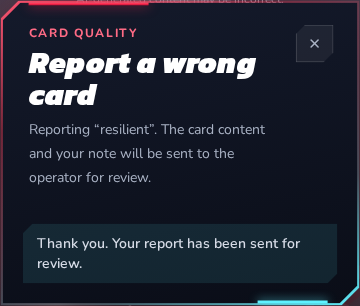 CARD QUALITY
Report a wrong
card
Reporting “resilient”. The card content
and your note will be sent to the
operator for review.
Thank you. Your report has been sent for
review.